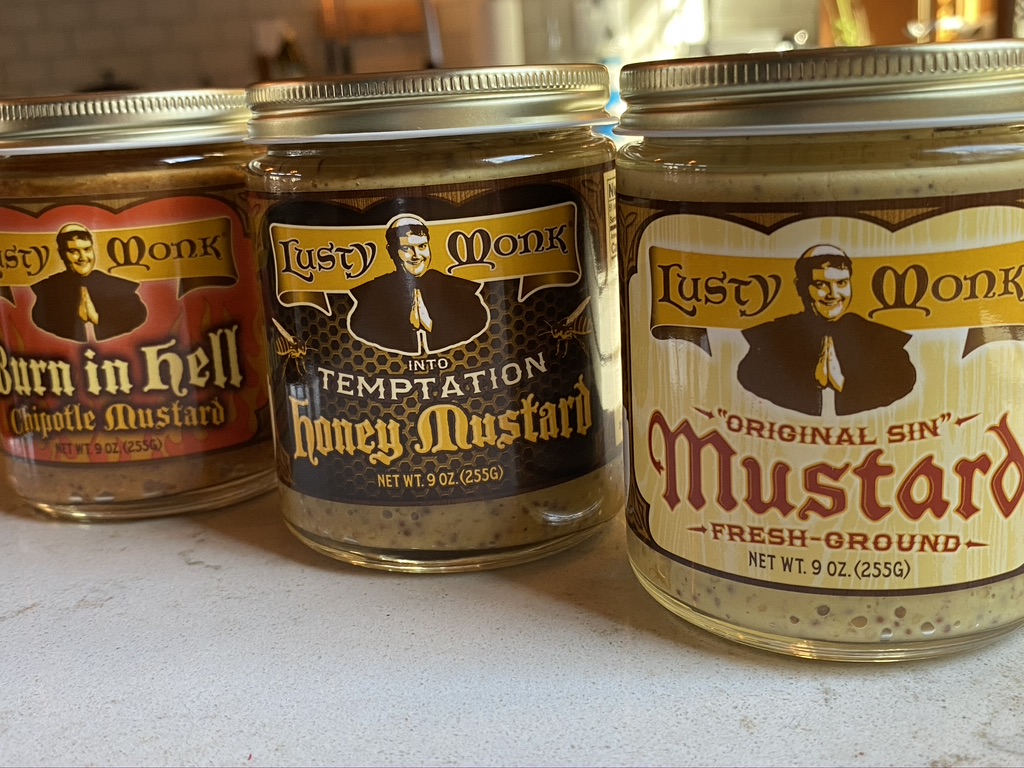 Lusty Monk
Burn in Hell
Chipotle Mustard
NET WT. 9 OZ. (255G)
Lusty Monk
INTO
TEMPTATION
Honey Mustard
NET WT. 9 OZ. (255G)
Lusty Monk
"ORIGINAL SIN"
Mustard
FRESH-GROUND
NET WT. 9 OZ. (255G)